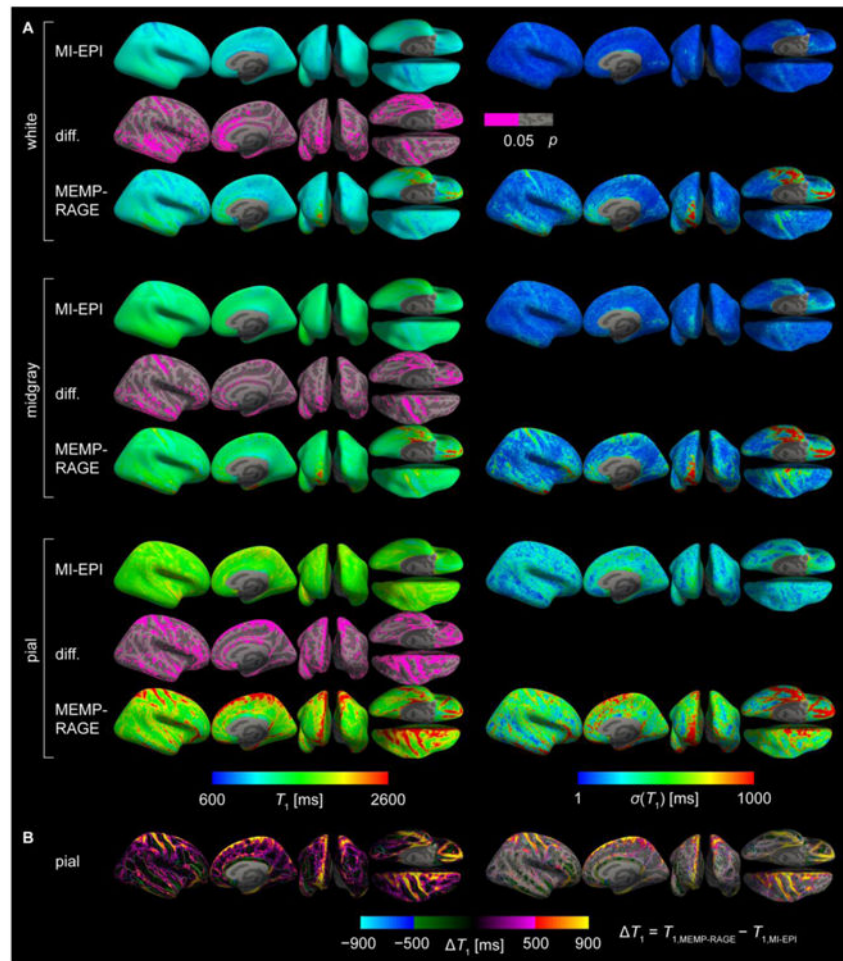 A
white
MI-EPI
diff.
0.05 p
MEMP-
RAGE
midgray
MI-EPI
diff.
MEMP-
RAGE
pial
MI-EPI
diff.
MEMP-
RAGE
600 T₁ [ms] 2600
1 σ(T₁) [ms] 1000
B
pial
−900 −500 ΔT₁ [ms] 500 900
ΔT₁ = T₁,MEMP-RAGE − T₁,MI-EPI